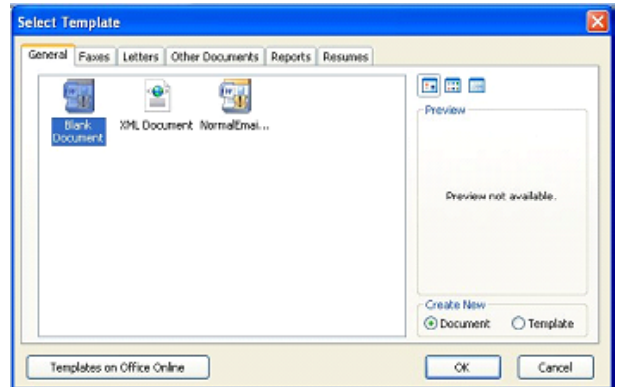 Select Template
General Faxes Letters Other Documents Reports Resumes
Blank Document
XML Document
NormalEmai...
Preview
Preview not available.
Create New
Document Template
Templates on Office Online
OK Cancel